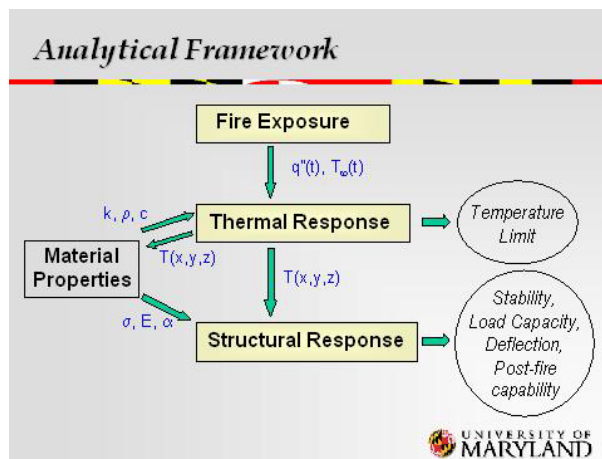 Analytical Framework
Fire Exposure
q"(t), T∞(t)
k, ρ, c
Thermal Response
Temperature
Limit
Material
Properties
T(x,y,z)
T(x,y,z)
σ, E, α
Structural Response
Stability,
Load Capacity,
Deflection,
Post-fire
capability
UNIVERSITY OF
MARYLAND